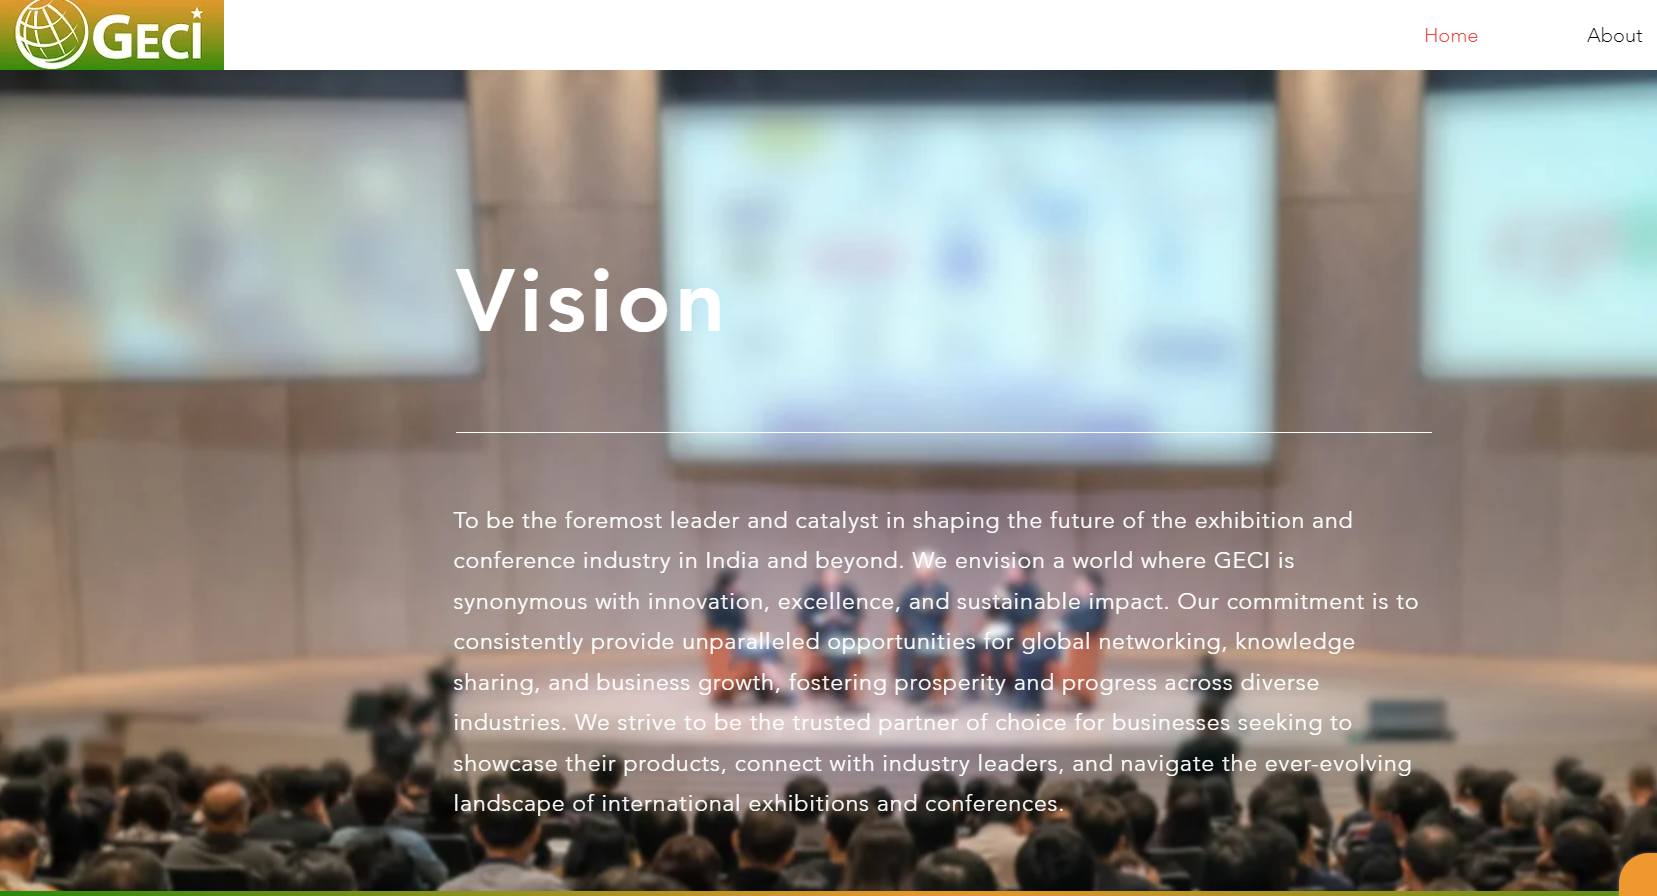 GECI
Home
About
Vision
To be the foremost leader and catalyst in shaping the future of the exhibition and
conference industry in India and beyond. We envision a world where GECI is
synonymous with innovation, excellence, and sustainable impact. Our commitment is to
consistently provide unparalleled opportunities for global networking, knowledge
sharing, and business growth, fostering prosperity and progress across diverse
industries. We strive to be the trusted partner of choice for businesses seeking to
showcase their products, connect with industry leaders, and navigate the ever-evolving
landscape of international exhibitions and conferences.